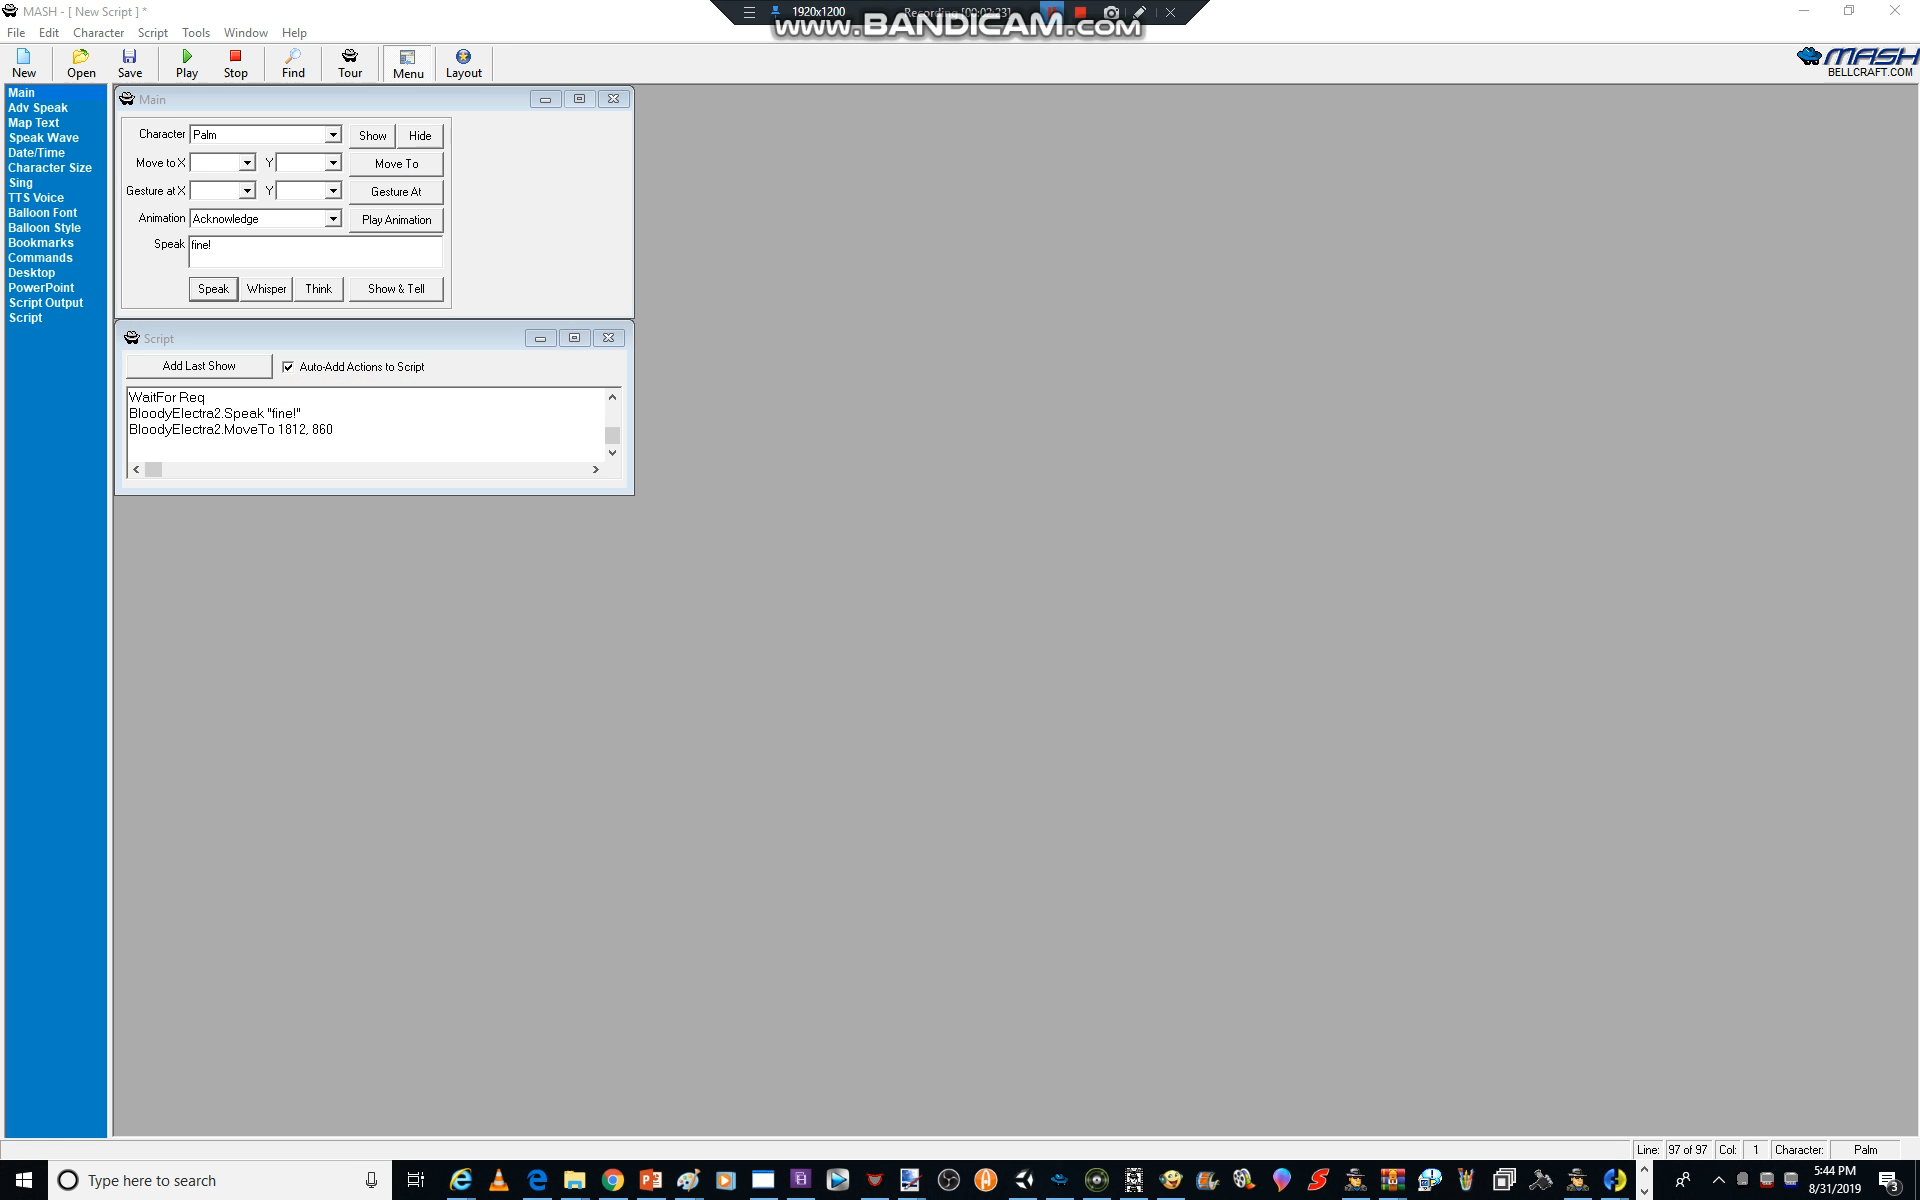 MASH - [ New Script ] *
1920x1200
Recording [00:02:23]
www.BANDICAM.com
File Edit Character Script Tools Window Help
New Open Save Play Stop Find Tour Menu Layout
MASH
BELLCRAFT.COM
Main
Adv Speak
Map Text
Speak Wave
Date/Time
Character Size
Sing
TTS Voice
Balloon Font
Balloon Style
Bookmarks
Commands
Desktop
PowerPoint
Script Output
Script
Main
Character Palm Show Hide
Move to X Y Move To
Gesture at X Y Gesture At
Animation Acknowledge Play Animation
Speak fine!
Speak Whisper Think Show & Tell
Script
Add Last Show Auto-Add Actions to Script
WaitFor Req
BloodyElectra2.Speak "fine!"
BloodyElectra2.MoveTo 1812, 860
Line: 97 of 97 Col: 1 Character: Palm
Type here to search
5:44 PM
8/31/2019
3